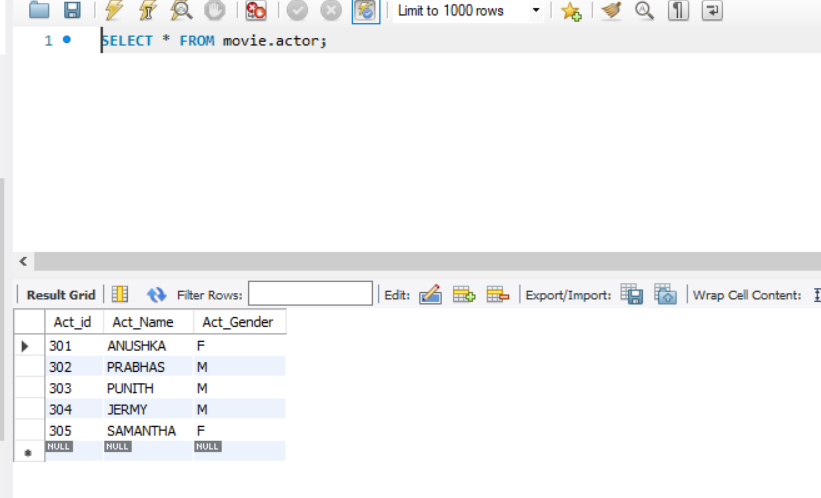 Limit to 1000 rows
1 SELECT * FROM movie.actor;
Result Grid Filter Rows: Edit: Export/Import: Wrap Cell Content:
Act_id Act_Name Act_Gender
301 ANUSHKA F
302 PRABHAS M
303 PUNITH M
304 JERMY M
305 SAMANTHA F
NULL NULL NULL